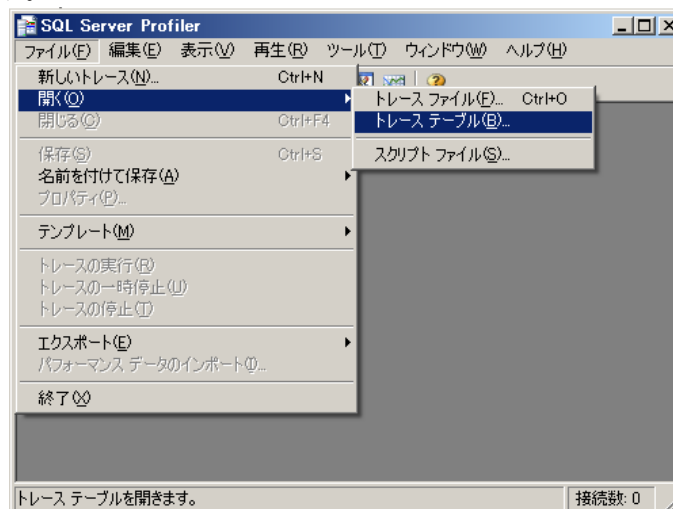 SQL Server Profiler
ファイル(F) 編集(E) 表示(V) 再生(R) ツール(T) ウィンドウ(W) ヘルプ(H)
新しいトレース(N)... Ctrl+N
開く(O)
トレース ファイル(F)... Ctrl+O
閉じる(C) Ctrl+F4
トレース テーブル(B)...
保存(S) Ctrl+S
スクリプト ファイル(S)...
名前を付けて保存(A)
プロパティ(P)...
テンプレート(M)
トレースの実行(R)
トレースの一時停止(U)
トレースの停止(T)
エクスポート(E)
パフォーマンス データのインポート(I)...
終了(X)
トレース テーブルを開きます。 接続数: 0